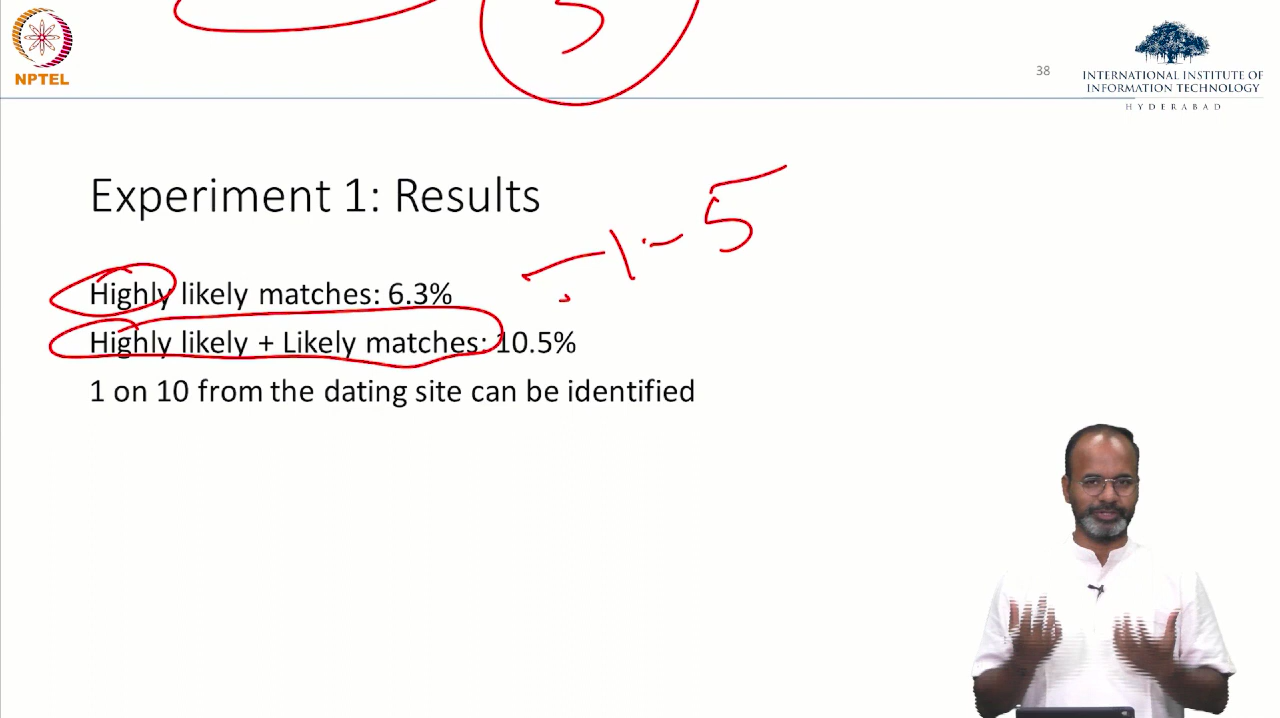 5
NPTEL
38
INTERNATIONAL INSTITUTE OF
INFORMATION TECHNOLOGY
HYDERABAD
Experiment 1: Results
1 - 5
Highly likely matches: 6.3%
Highly likely + Likely matches: 10.5%
1 on 10 from the dating site can be identified